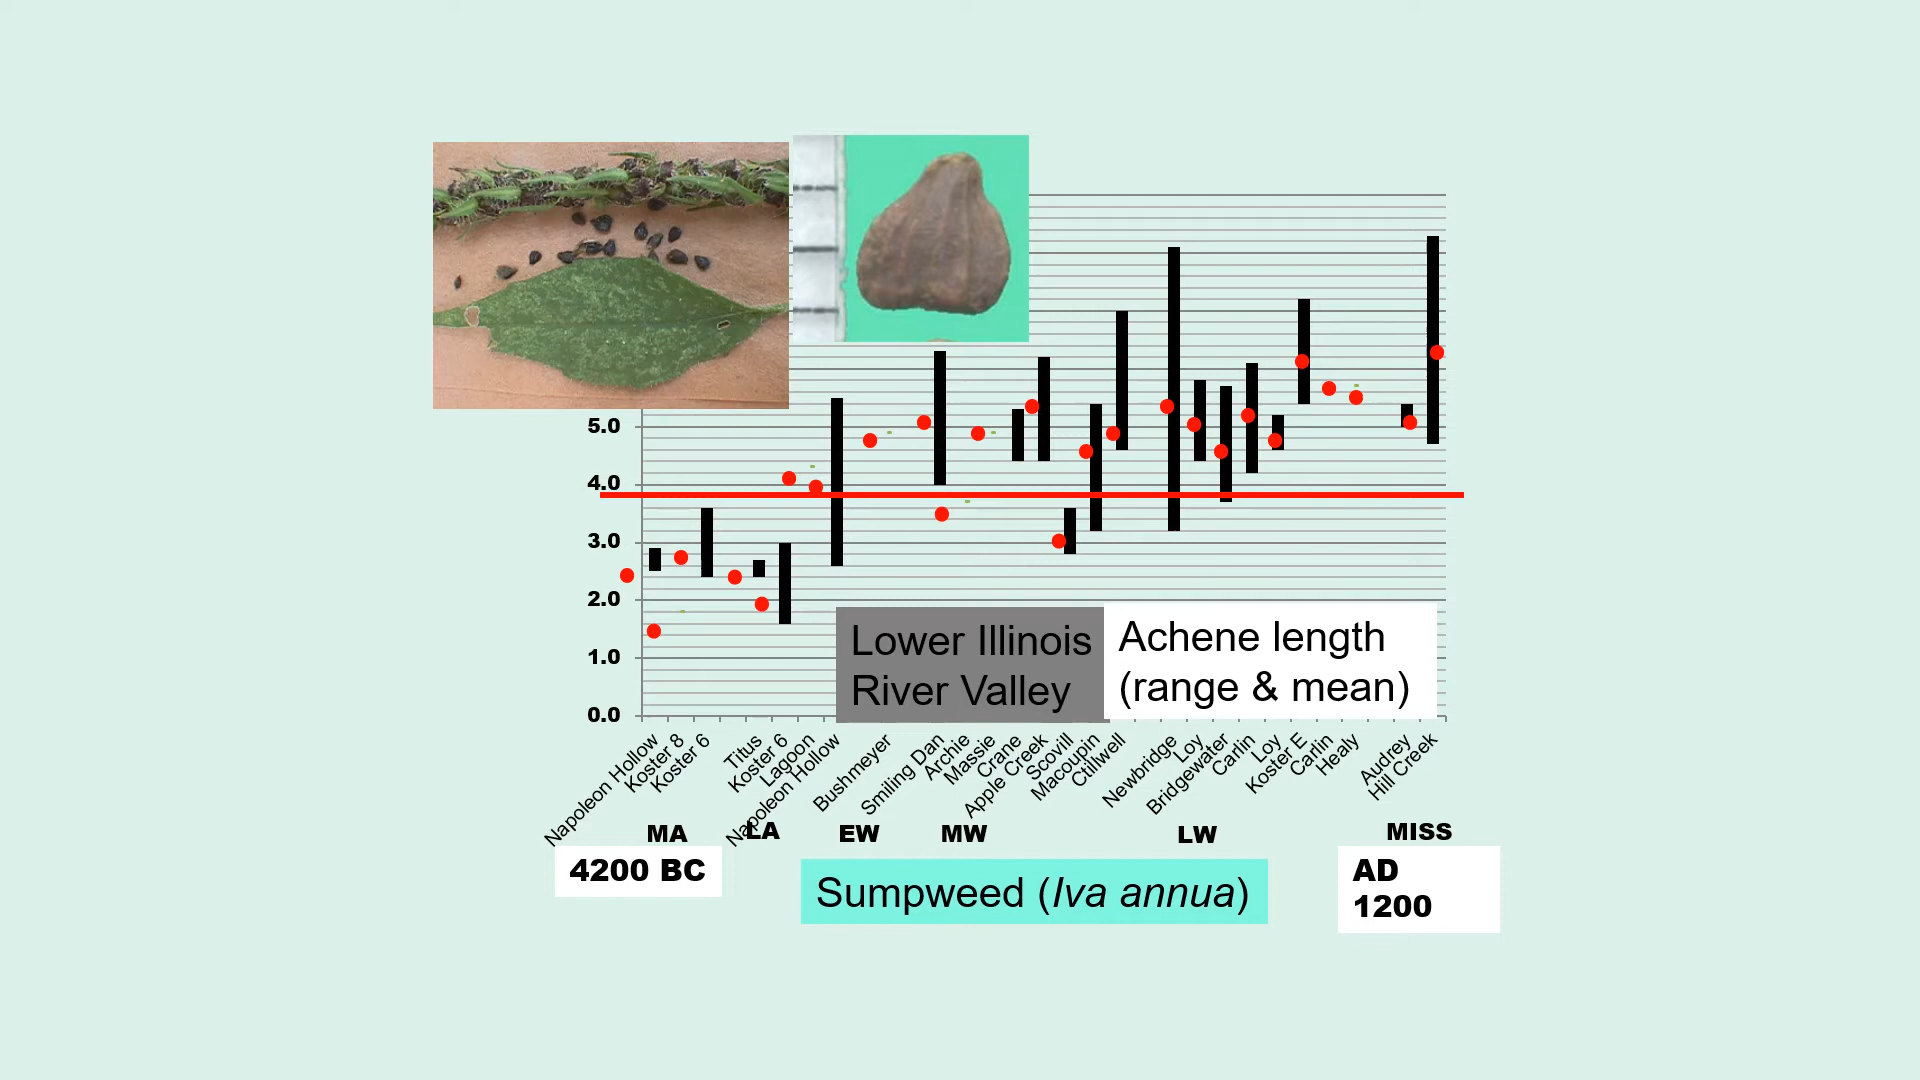 5.0
4.0
3.0
2.0
1.0
0.0
Lower Illinois
River Valley
Achene length
(range & mean)
Napoleon Hollow
Koster 8
Koster 6
Titus
Koster 6
Lagoon
Napoleon Hollow
Bushmeyer
Smiling Dan
Archie
Massie
Crane
Apple Creek
Scovill
Macoupin
Ctillwell
Newbridge
Loy
Bridgewater
Carlin
Loy
Koster E
Carlin
Healy
Audrey
Hill Creek
MA
LA
EW
MW
LW
MISS
4200 BC
Sumpweed (Iva annua)
AD
1200